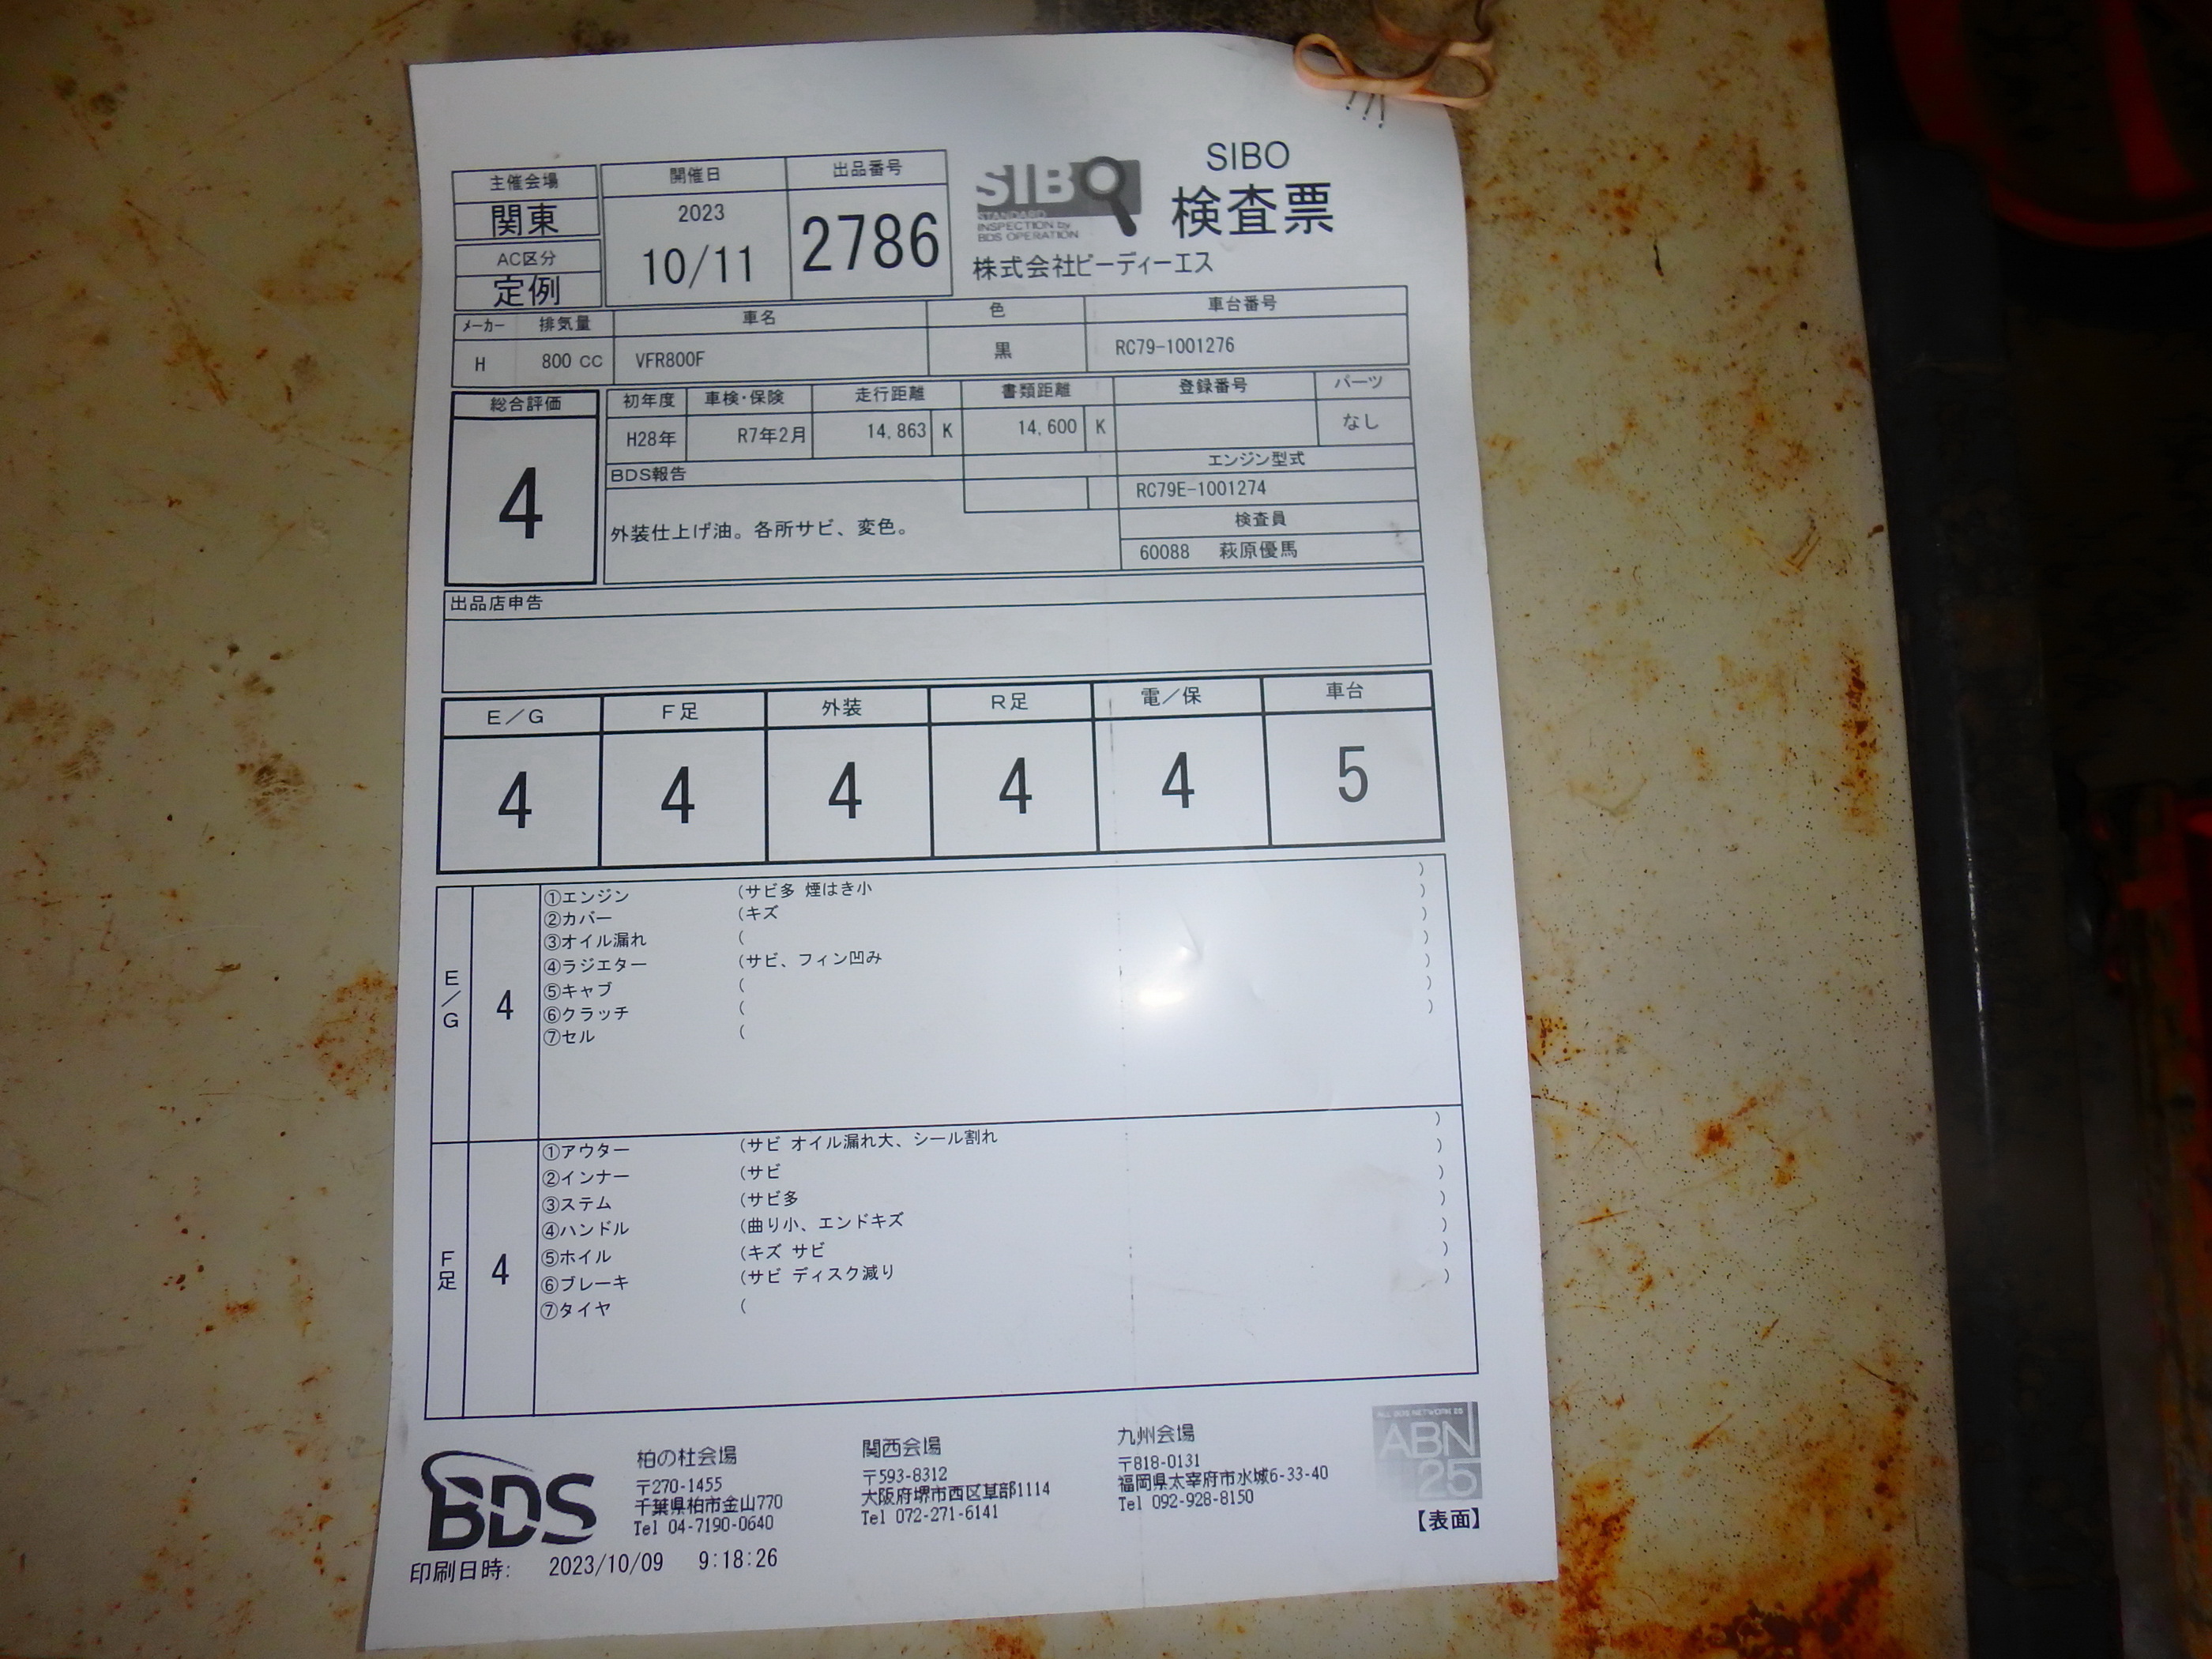 主催会場
関東
AC区分
定例
開催日
2023
10/11
出品番号
2786
SIBO
STANDARD
INSPECTION by
BDS OPERATION
SIBO
検査票
株式会社ビーディーエス
メーカー 排気量 車名 色 車台番号
H 800 CC VFR800F 黒 RC79-1001276
総合評価
4
初年度 車検・保険 走行距離 書類距離 登録番号 パーツ
H28年 R7年2月 14,863 K 14,600 K なし
BDS報告
外装仕上げ油。各所サビ、変色。
エンジン型式
RC79E-1001274
検査員
60088 萩原優馬
出品店申告
E/G F足 外装 R足 電/保 車台
4 4 4 4 4 5
E/G
4
①エンジン (サビ多 煙はき小 )
②カバー (キズ )
③オイル漏れ ( )
④ラジエター (サビ、フィン凹み )
⑤キャブ ( )
⑥クラッチ ( )
⑦セル ( )
F足
4
①アウター (サビ オイル漏れ大、シール割れ )
②インナー (サビ )
③ステム (サビ多 )
④ハンドル (曲り小、エンドキズ )
⑤ホイル (キズ サビ )
⑥ブレーキ (サビ ディスク減り )
⑦タイヤ ( )
BDS
柏の杜会場
〒270-1455
千葉県柏市金山770
Tel 04-7190-0640
関西会場
〒593-8312
大阪府堺市西区草部1114
Tel 072-271-6141
九州会場
〒818-0131
福岡県太宰府市水城6-33-40
Tel 092-928-8150
ALL BDS NETWORK 25
ABN
25
【表面】
印刷日時: 2023/10/09 9:18:26